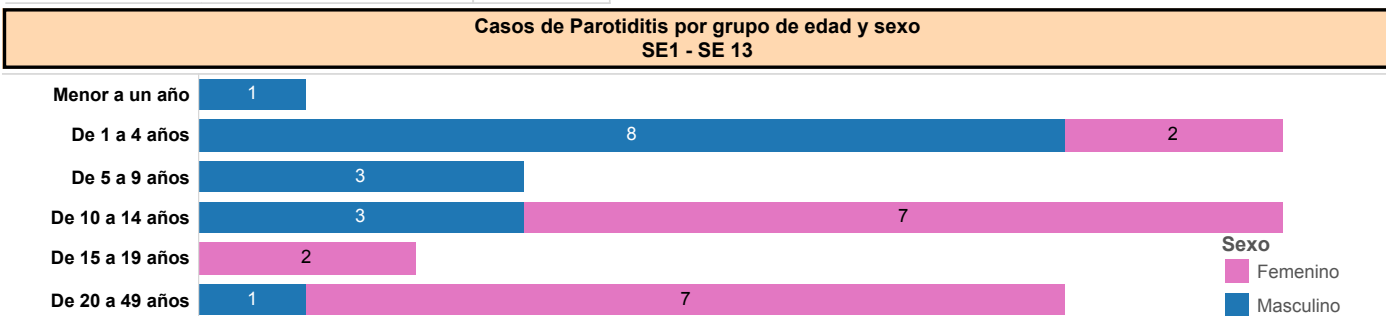 Casos de Parotiditis por grupo de edad y sexo
SE1 - SE 13
Menor a un año 1
De 1 a 4 años 8 2
De 5 a 9 años 3
De 10 a 14 años 3 7
De 15 a 19 años 2
De 20 a 49 años 1 7
Sexo
Femenino
Masculino